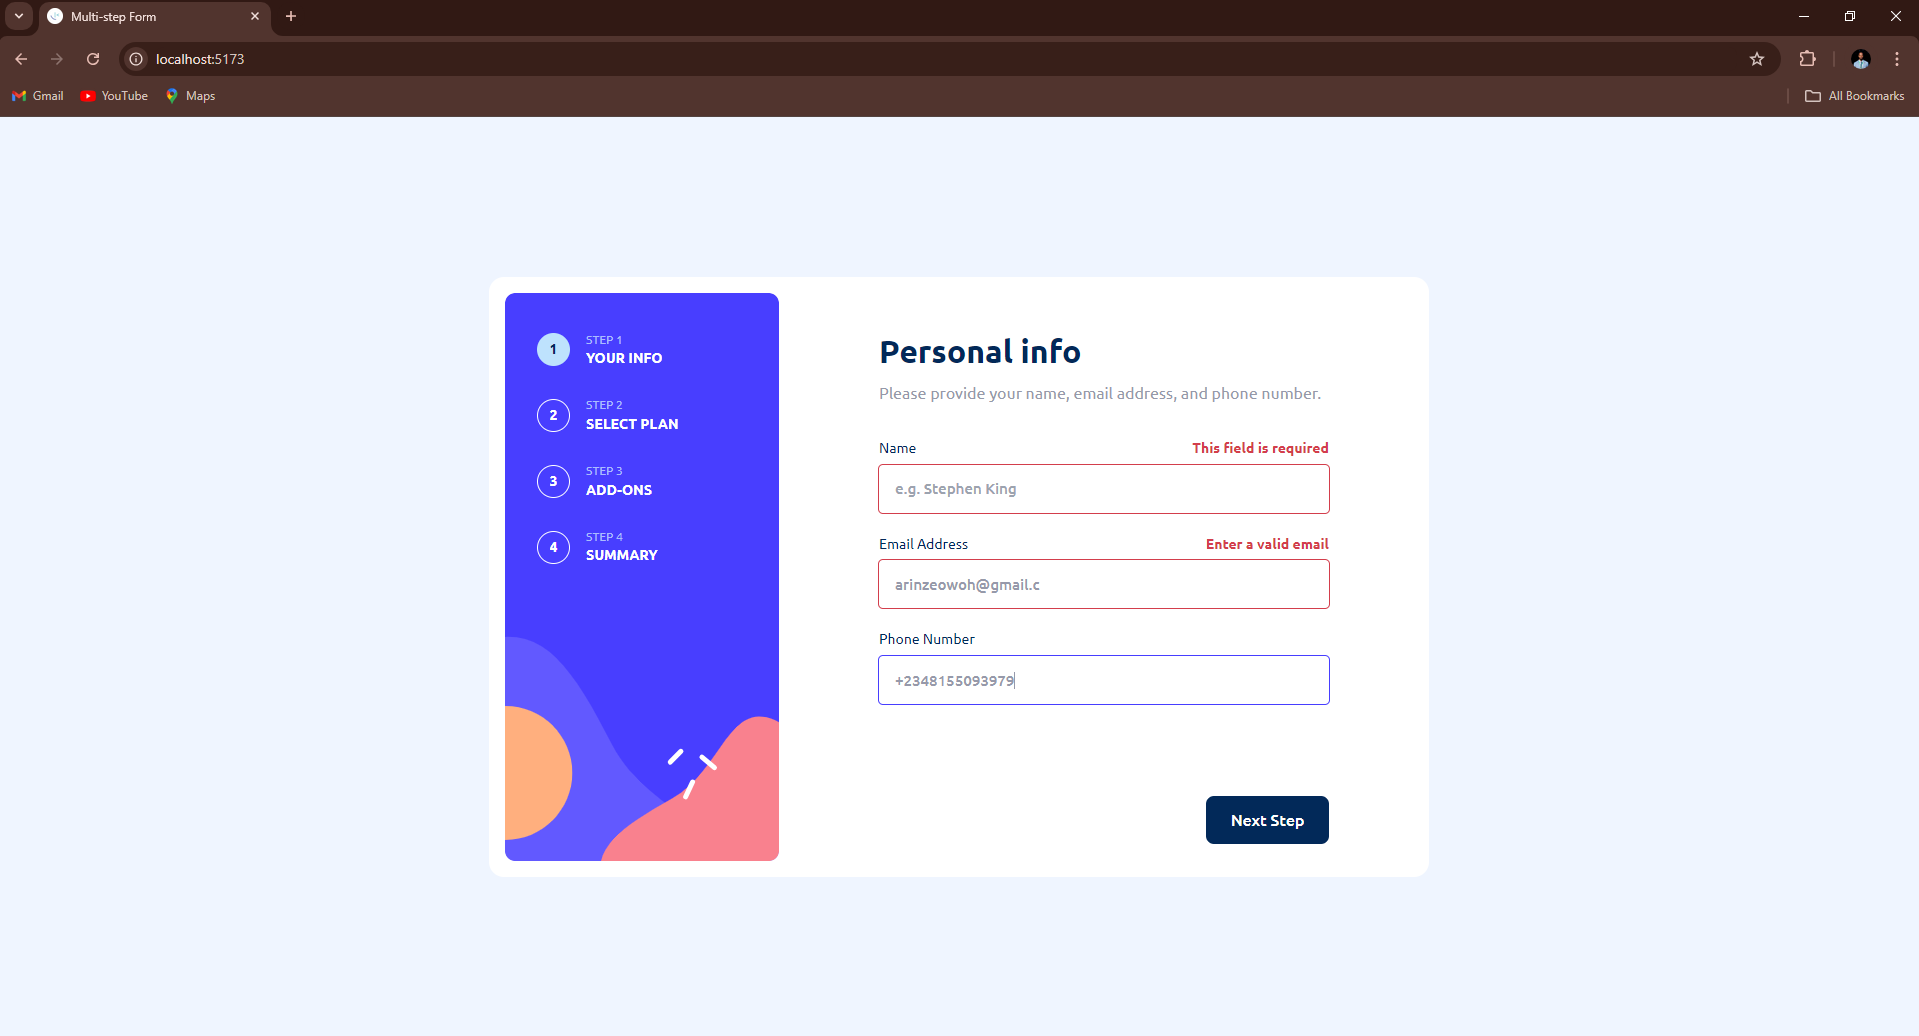 Multi-step Form
localhost:5173
Gmail YouTube Maps All Bookmarks
1 STEP 1
YOUR INFO
2 STEP 2
SELECT PLAN
3 STEP 3
ADD-ONS
4 STEP 4
SUMMARY
Personal info
Please provide your name, email address, and phone number.
Name This field is required
e.g. Stephen King
Email Address Enter a valid email
arinzeowoh@gmail.c
Phone Number
+2348155093979
Next Step